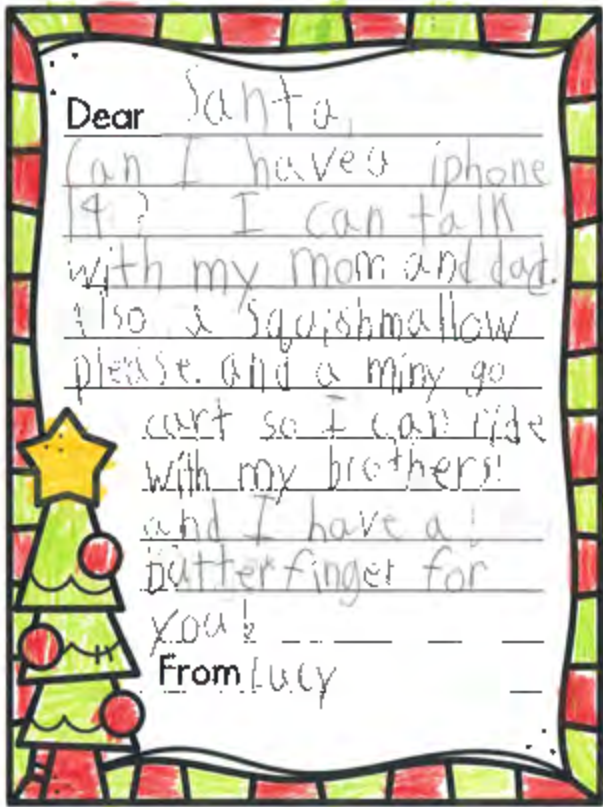 Dear Santa,
Can I have a iphone
14? I can talk
with my mom and dad.
Also a Squishmallow
please. and a miny go
cart so I can ride
with my brothers!
and I have a !
butterfinger for
you!
From Lucy